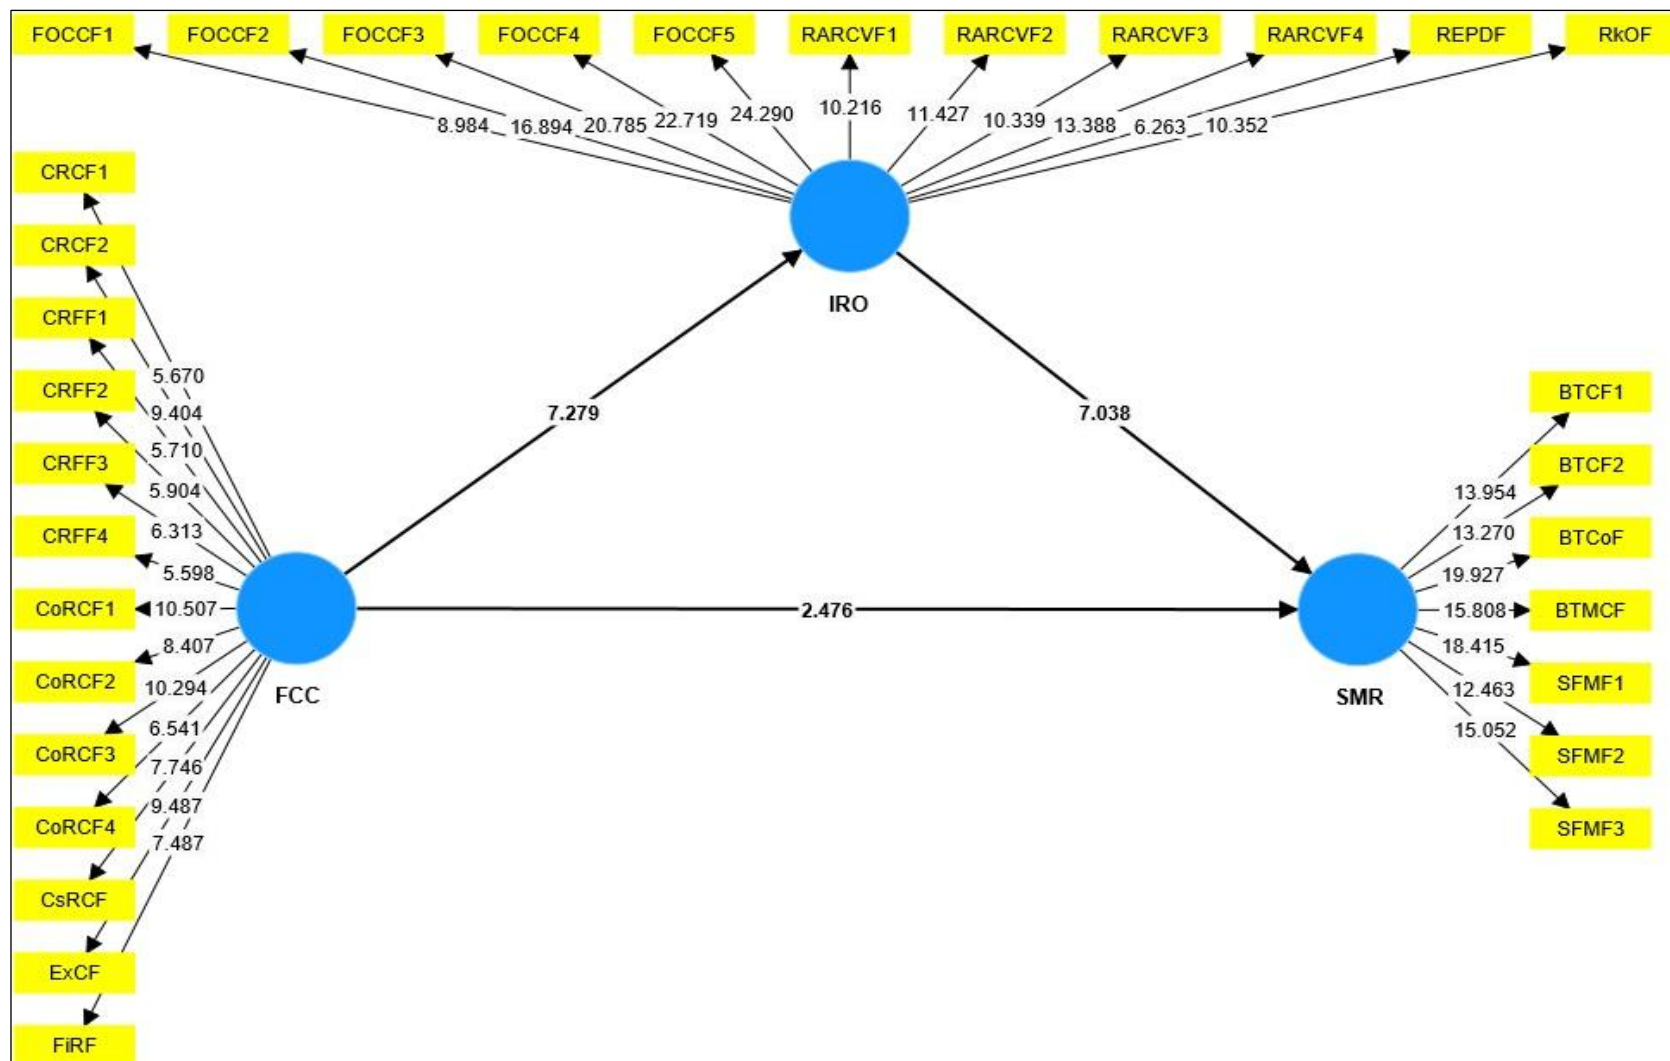 FOCCF1
FOCCF2
FOCCF3
FOCCF4
FOCCF5
RARCVF1
RARCVF2
RARCVF3
RARCVF4
REPDF
RkOF
8.984
16.894
20.785
22.719
24.290
10.216
11.427
10.339
13.388
6.263
10.352
IRO
CRCF1
CRCF2
CRFF1
CRFF2
CRFF3
CRFF4
CoRCF1
CoRCF2
CoRCF3
CoRCF4
CsRCF
ExCF
FiRF
5.670
9.404
5.710
5.904
6.313
5.598
10.507
8.407
10.294
6.541
7.746
9.487
7.487
FCC
7.279
7.038
2.476
SMR
13.954
13.270
19.927
15.808
18.415
12.463
15.052
BTCF1
BTCF2
BTCoF
BTMCF
SFMF1
SFMF2
SFMF3